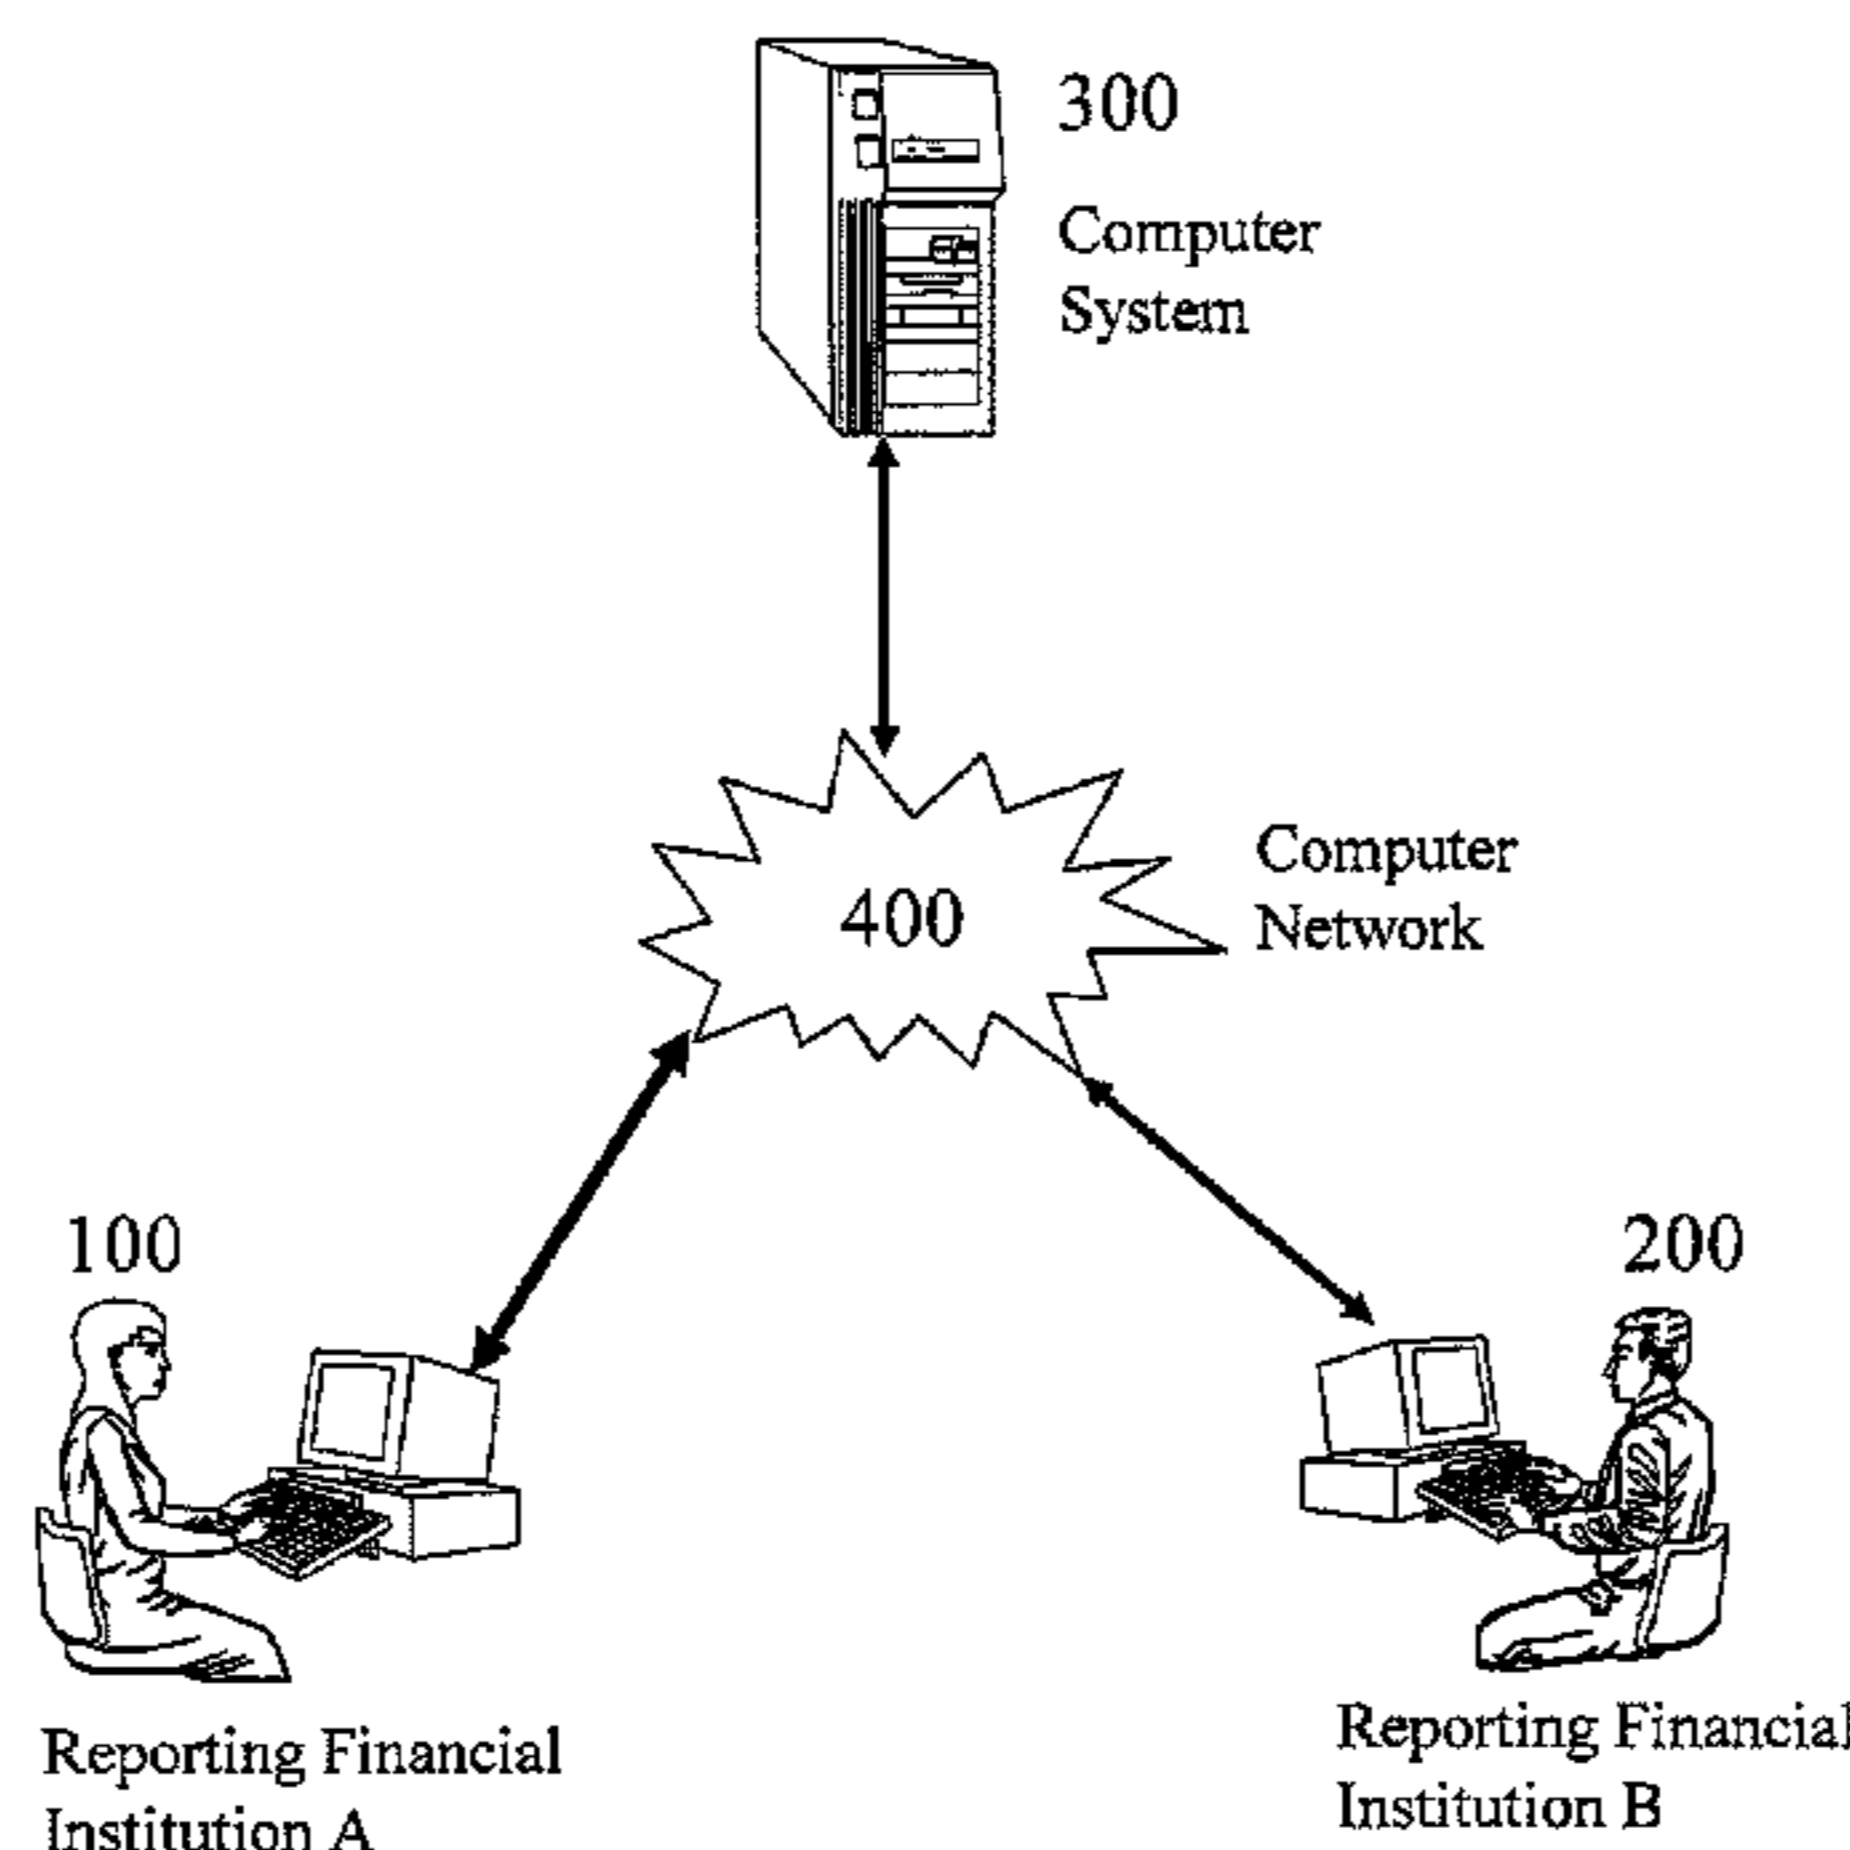 300
Computer
System
400
Computer
Network
100
200
Reporting Financial
Institution A
Reporting Financial
Institution B